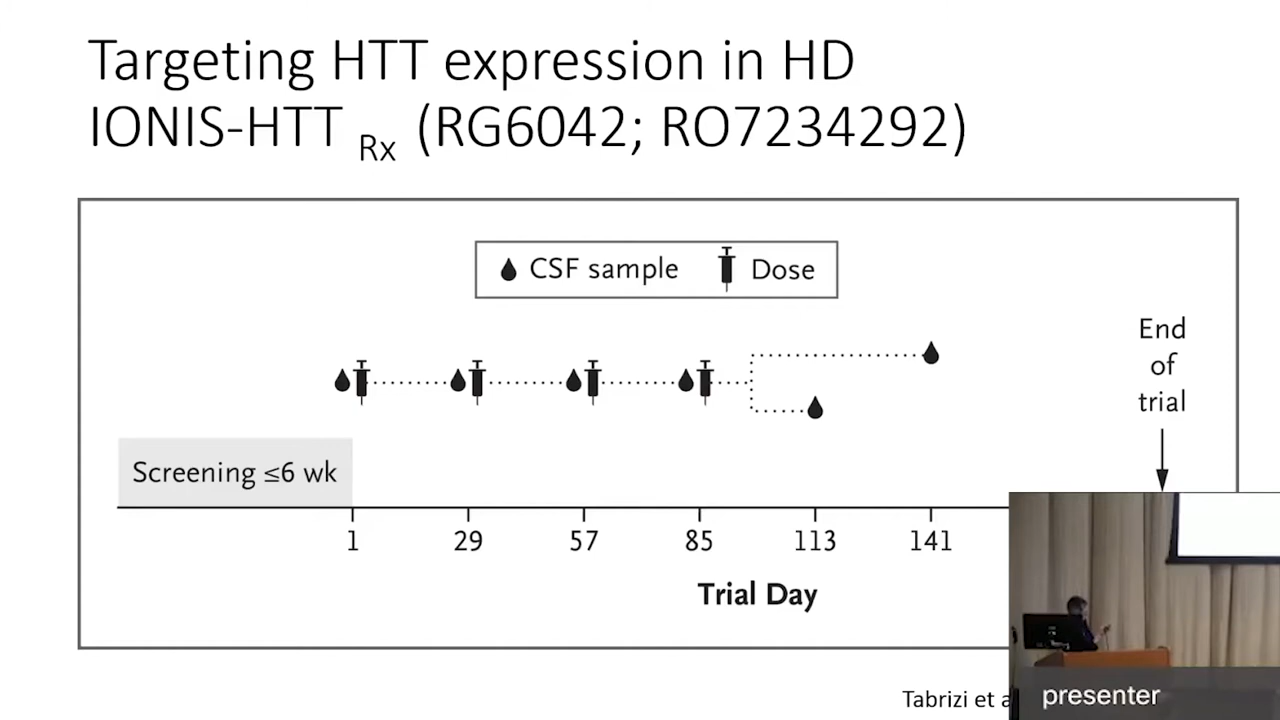 Targeting HTT expression in HD
IONIS-HTT Rx (RG6042; RO7234292)
CSF sample Dose
End
of
trial
Screening ≤6 wk
1 29 57 85 113 141
Trial Day
Tabrizi et a
presenter